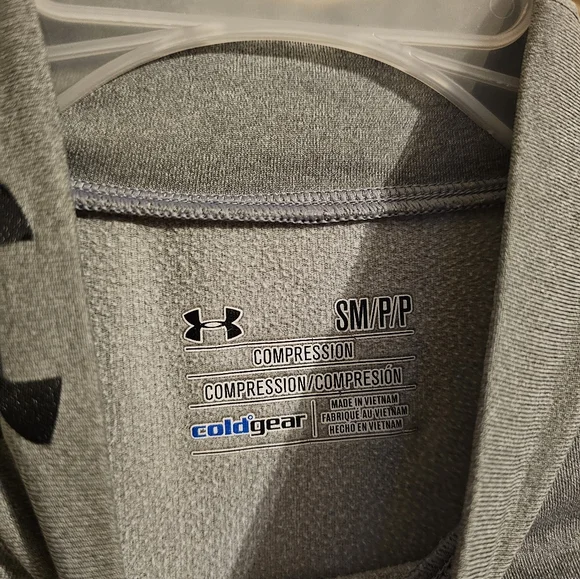 SM/P/P
COMPRESSION
COMPRESSION/COMPRESIÓN
coldgear
MADE IN VIETNAM
FABRIQUÉ AU VIETNAM
HECHO EN VIETNAM